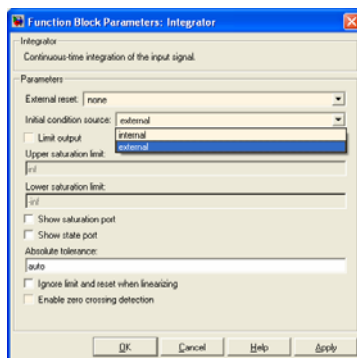 Function Block Parameters: Integrator
Integrator
Continuous-time integration of the input signal.
Parameters
External reset: none
Initial condition source: external
internal
external
Limit output
Upper saturation limit:
inf
Lower saturation limit:
-inf
Show saturation port
Show state port
Absolute tolerance:
auto
Ignore limit and reset when linearizing
Enable zero crossing detection
OK Cancel Help Apply